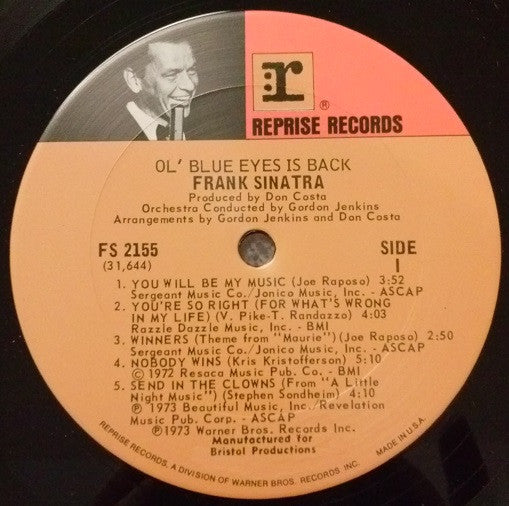 r
®
REPRISE RECORDS
OL' BLUE EYES IS BACK
FRANK SINATRA
Produced by Don Costa
Orchestra Conducted by Gordon Jenkins
Arrangements by Gordon Jenkins and Don Costa
FS 2155
(31,644)
SIDE
1
1. YOU WILL BE MY MUSIC (Joe Raposo) 3:52
Sergeant Music Co./Jonico Music, Inc. - ASCAP
2. YOU'RE SO RIGHT (FOR WHAT'S WRONG
IN MY LIFE) (V. Pike-T. Randazzo) 4:03
Razzle Dazzle Music, Inc. - BMI
3. WINNERS (Theme from "Maurie") (Joe Raposo) 2:50
Sergeant Music Co./Jonico Music, Inc. - ASCAP
4. NOBODY WINS (Kris Kristofferson) 5:10
© 1972 Resaca Music Pub. Co. - BMI
5. SEND IN THE CLOWNS (From "A Little
Night Music") (Stephen Sondheim) 4:10
℗ 1973 Beautiful Music, Inc./Revelation
Music Pub. Corp. - ASCAP
℗ 1973 Warner Bros. Records Inc.
Manufactured for
Bristol Productions
REPRISE RECORDS, A DIVISION OF WARNER BROS. RECORDS INC. MADE IN U.S.A.